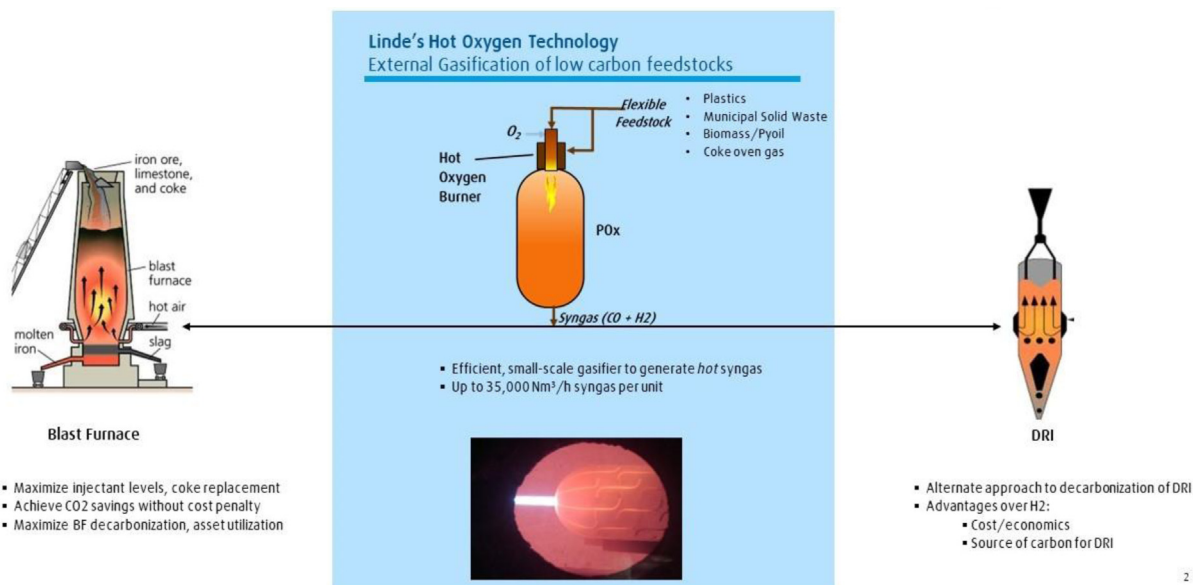 Linde's Hot Oxygen Technology
External Gasification of low carbon feedstocks
Flexible
Feedstock
• Plastics
• Municipal Solid Waste
• Biomass/Pyoil
• Coke oven gas
O₂
Hot
Oxygen
Burner
POx
Syngas (CO + H2)
▪ Efficient, small-scale gasifier to generate hot syngas
▪ Up to 35,000 Nm³/h syngas per unit
iron ore,
limestone,
and coke
blast
furnace
hot air
molten
iron
slag
Blast Furnace
▪ Maximize injectant levels, coke replacement
▪ Achieve CO2 savings without cost penalty
▪ Maximize BF decarbonization, asset utilization
DRI
▪ Alternate approach to decarbonization of DRI
▪ Advantages over H2:
▪ Cost/economics
▪ Source of carbon for DRI
2